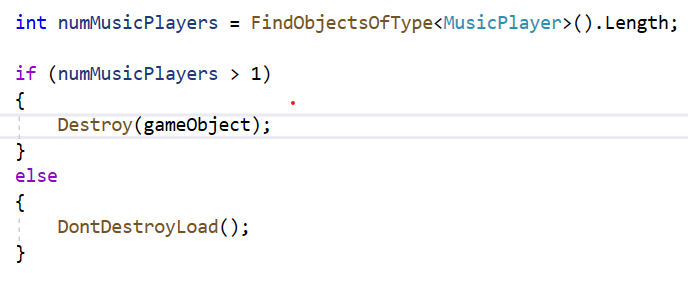 int numMusicPlayers = FindObjectsOfType<MusicPlayer>().Length;
if (numMusicPlayers > 1)
{
Destroy(gameObject);
}
else
{
DontDestroyLoad();
}